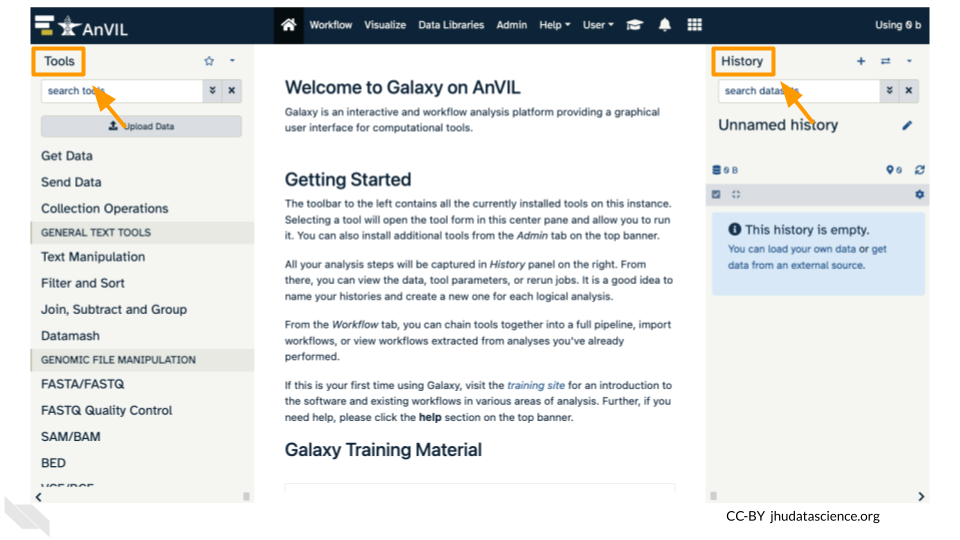 AnVIL
Workflow Visualize Data Libraries Admin Help User
Using 0 b
Tools
search tools
Upload Data
Get Data
Send Data
Collection Operations
GENERAL TEXT TOOLS
Text Manipulation
Filter and Sort
Join, Subtract and Group
Datamash
GENOMIC FILE MANIPULATION
FASTA/FASTQ
FASTQ Quality Control
SAM/BAM
BED
Welcome to Galaxy on AnVIL
Galaxy is an interactive and workflow analysis platform providing a graphical
user interface for computational tools.
Getting Started
The toolbar to the left contains all the currently installed tools on this instance.
Selecting a tool will open the tool form in this center pane and allow you to run
it. You can also install additional tools from the Admin tab on the top banner.
All your analysis steps will be captured in History panel on the right. From
there, you can view the data, tool parameters, or rerun jobs. It is a good idea to
name your histories and create a new one for each logical analysis.
From the Workflow tab, you can chain tools together into a full pipeline, import
workflows, or view workflows extracted from analyses you've already
performed.
If this is your first time using Galaxy, visit the training site for an introduction to
the software and existing workflows in various areas of analysis. Further, if you
need help, please click the help section on the top banner.
Galaxy Training Material
History
search datasets
Unnamed history
0 B
0
This history is empty.
You can load your own data or get
data from an external source.
CC-BY jhudatascience.org